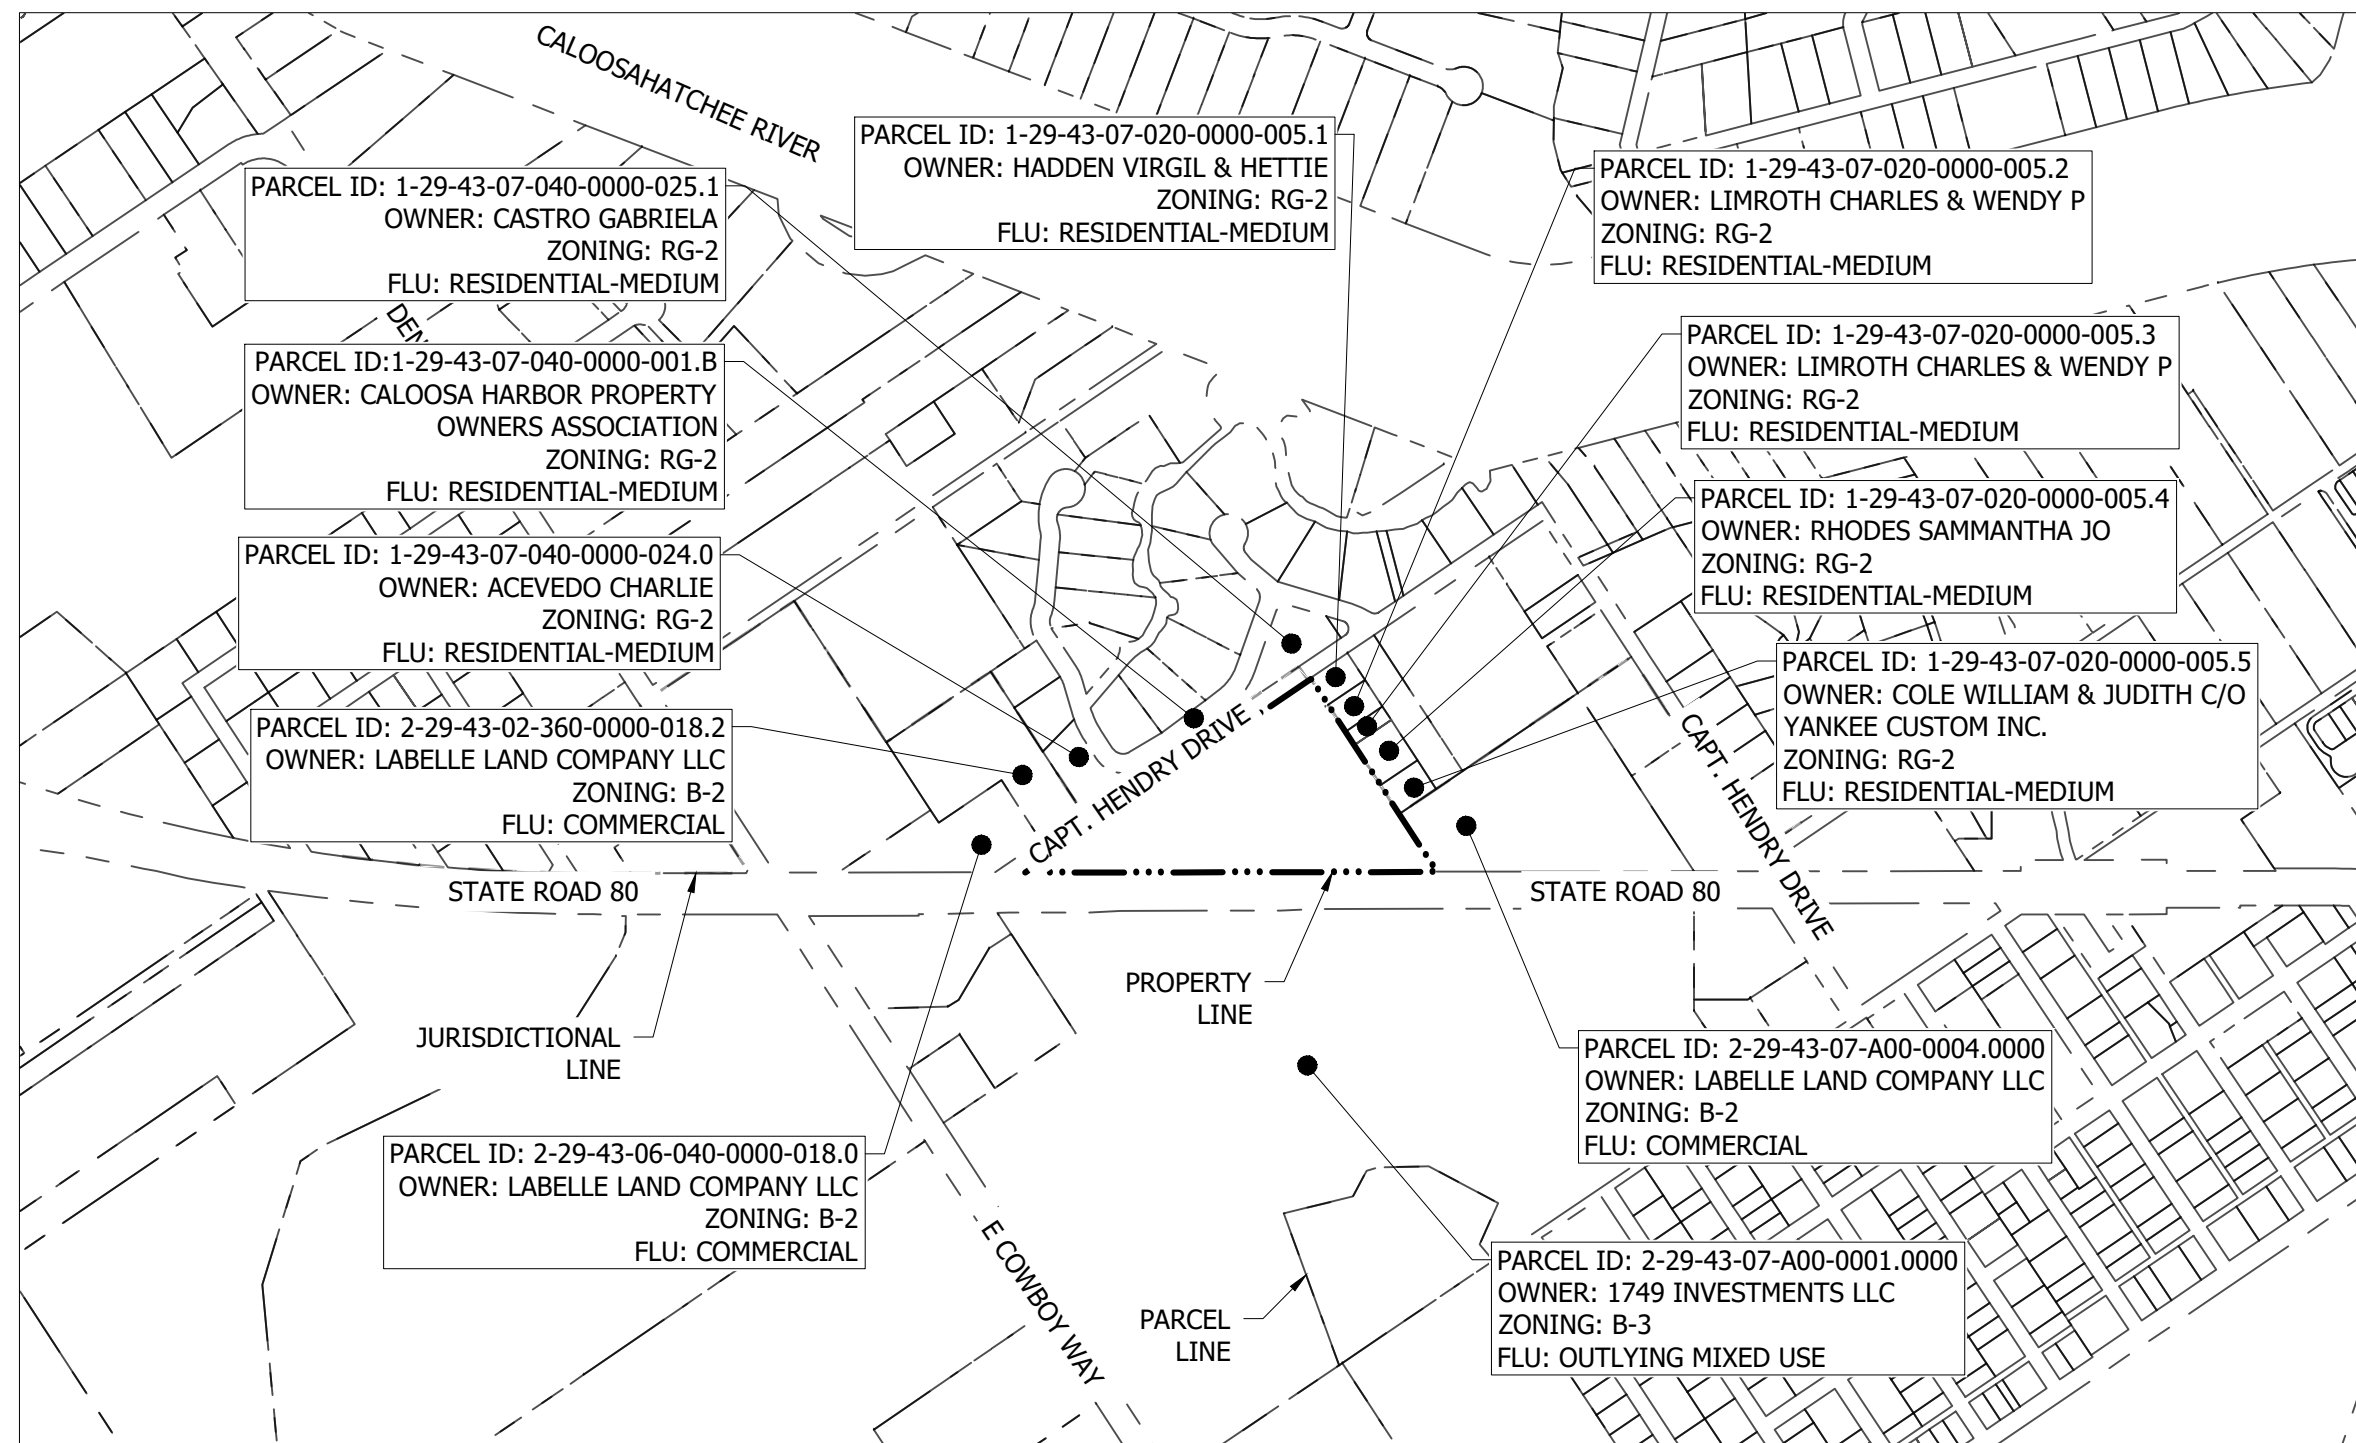 CALOOSAHATCHEE RIVER
PARCEL ID: 1-29-43-07-020-0000-005.1
OWNER: HADDEN VIRGIL & HETTIE
ZONING: RG-2
FLU: RESIDENTIAL-MEDIUM
PARCEL ID: 1-29-43-07-020-0000-005.2
OWNER: LIMROTH CHARLES & WENDY P
ZONING: RG-2
FLU: RESIDENTIAL-MEDIUM
PARCEL ID: 1-29-43-07-040-0000-025.1
OWNER: CASTRO GABRIELA
ZONING: RG-2
FLU: RESIDENTIAL-MEDIUM
PARCEL ID: 1-29-43-07-020-0000-005.3
OWNER: LIMROTH CHARLES & WENDY P
ZONING: RG-2
FLU: RESIDENTIAL-MEDIUM
PARCEL ID:1-29-43-07-040-0000-001.B
OWNER: CALOOSA HARBOR PROPERTY
OWNERS ASSOCIATION
ZONING: RG-2
FLU: RESIDENTIAL-MEDIUM
PARCEL ID: 1-29-43-07-020-0000-005.4
OWNER: RHODES SAMMANTHA JO
ZONING: RG-2
FLU: RESIDENTIAL-MEDIUM
PARCEL ID: 1-29-43-07-040-0000-024.0
OWNER: ACEVEDO CHARLIE
ZONING: RG-2
FLU: RESIDENTIAL-MEDIUM
PARCEL ID: 1-29-43-07-020-0000-005.5
OWNER: COLE WILLIAM & JUDITH C/O
YANKEE CUSTOM INC.
ZONING: RG-2
FLU: RESIDENTIAL-MEDIUM
PARCEL ID: 2-29-43-02-360-0000-018.2
OWNER: LABELLE LAND COMPANY LLC
ZONING: B-2
FLU: COMMERCIAL
CAPT. HENDRY DRIVE
CAPT. HENDRY DRIVE
STATE ROAD 80
STATE ROAD 80
PROPERTY
LINE
JURISDICTIONAL
LINE
PARCEL ID: 2-29-43-07-A00-0004.0000
OWNER: LABELLE LAND COMPANY LLC
ZONING: B-2
FLU: COMMERCIAL
PARCEL ID: 2-29-43-06-040-0000-018.0
OWNER: LABELLE LAND COMPANY LLC
ZONING: B-2
FLU: COMMERCIAL
E COWBOY WAY
PARCEL
LINE
PARCEL ID: 2-29-43-07-A00-0001.0000
OWNER: 1749 INVESTMENTS LLC
ZONING: B-3
FLU: OUTLYING MIXED USE